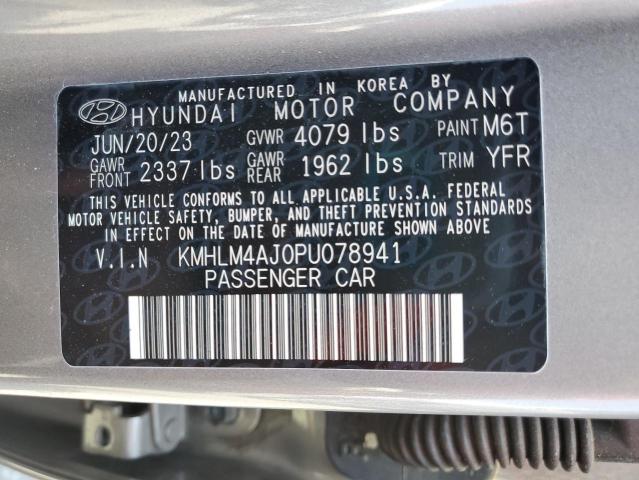 MANUFACTURED IN KOREA BY
HYUNDAI MOTOR COMPANY
JUN/20/23 GVWR 4079 lbs PAINT M6T
GAWR FRONT 2337 lbs GAWR REAR 1962 lbs TRIM YFR
THIS VEHICLE CONFORMS TO ALL APPLICABLE U.S.A. FEDERAL
MOTOR VEHICLE SAFETY, BUMPER, AND THEFT PREVENTION STANDARDS
IN EFFECT ON THE DATE OF MANUFACTURE SHOWN ABOVE
V.I.N KMHLM4AJ0PU078941
PASSENGER CAR